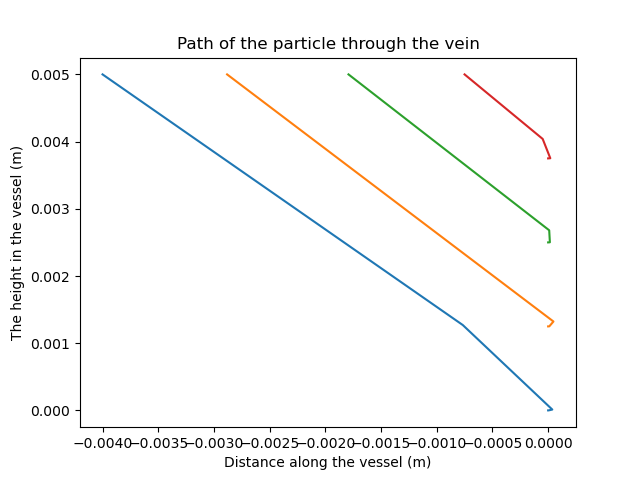 Path of the particle through the vein
The height in the vessel (m)
0.005
0.004
0.003
0.002
0.001
0.000
−0.0040 −0.0035 −0.0030 −0.0025 −0.0020 −0.0015 −0.0010 −0.0005 0.0000
Distance along the vessel (m)